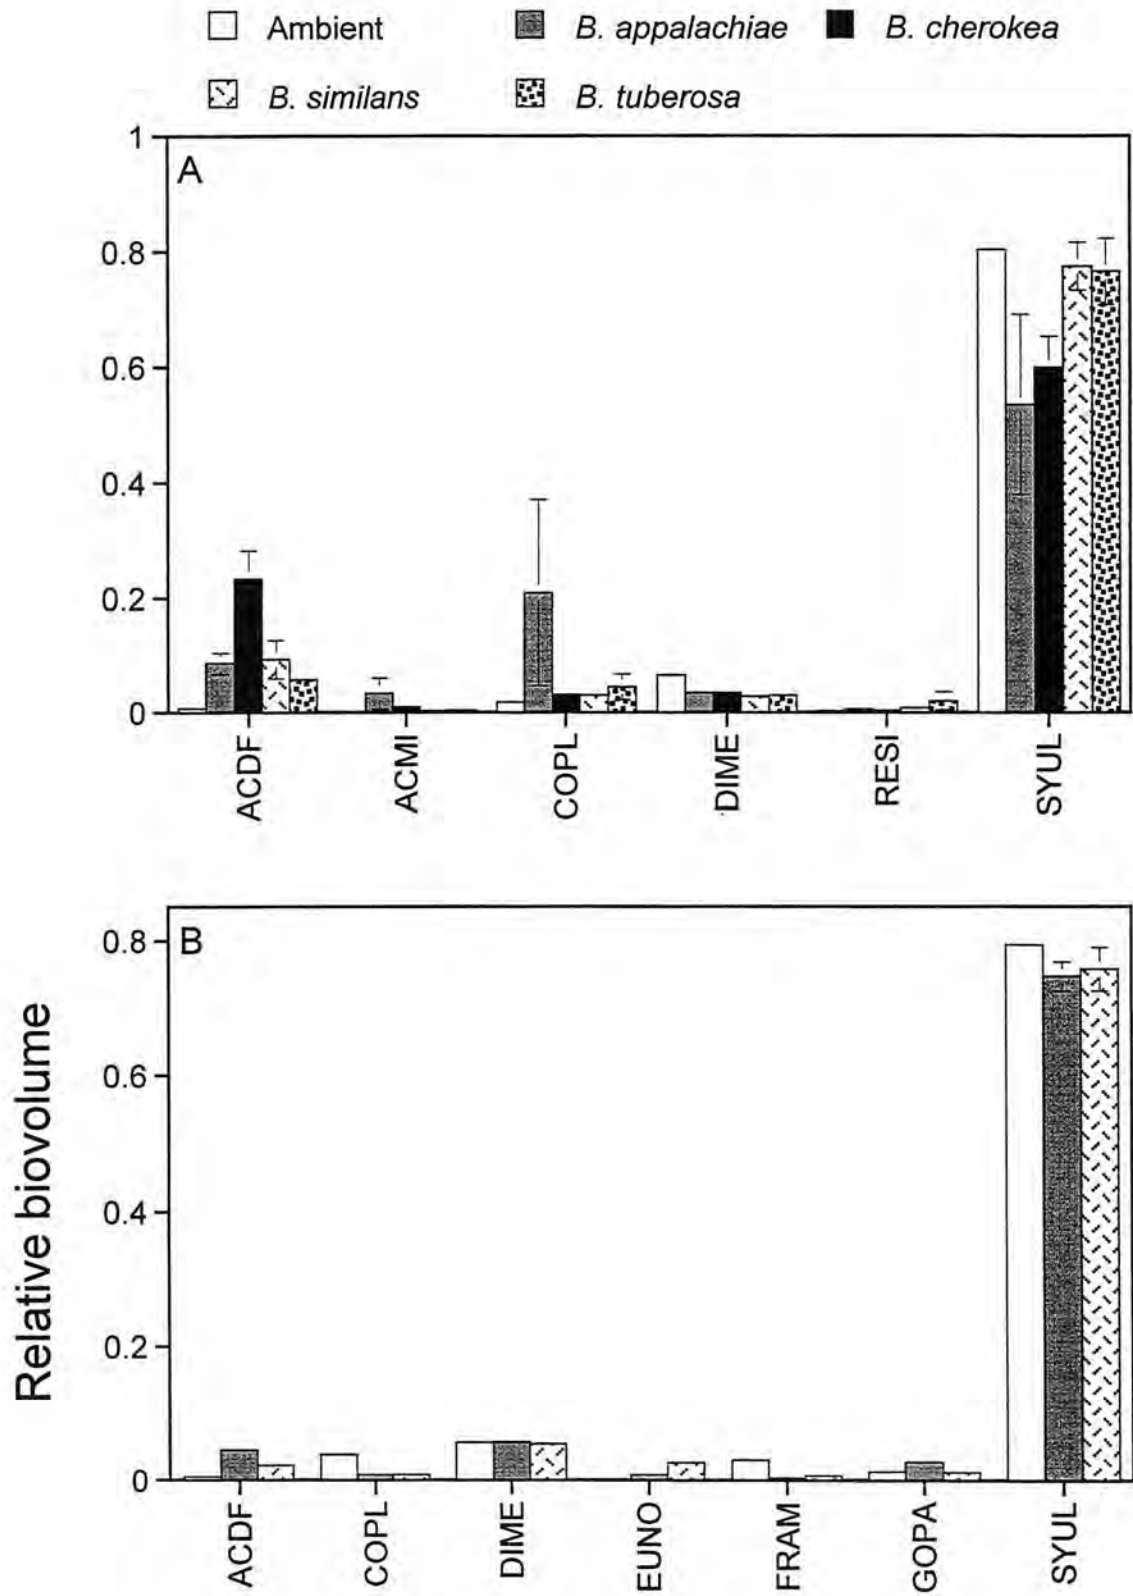 Ambient B. appalachiae B. cherokea
B. similans B. tuberosa
A
1
0.8
0.6
0.4
0.2
0
ACDF ACMI COPL DIME RESI SYUL
Relative biovolume
B
0.8
0.6
0.4
0.2
0
ACDF COPL DIME EUNO FRAM GOPA SYUL